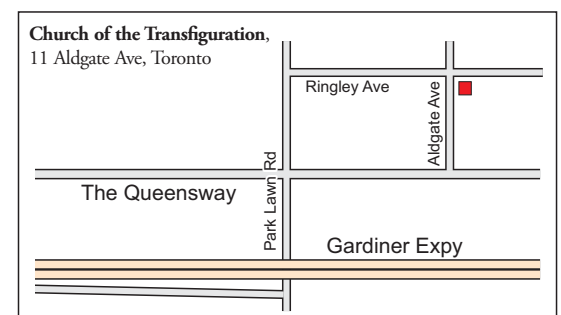 Church of the Transfiguration,
11 Aldgate Ave, Toronto
Ringley Ave
Aldgate Ave
Park Lawn Rd
The Queensway
Gardiner Expy